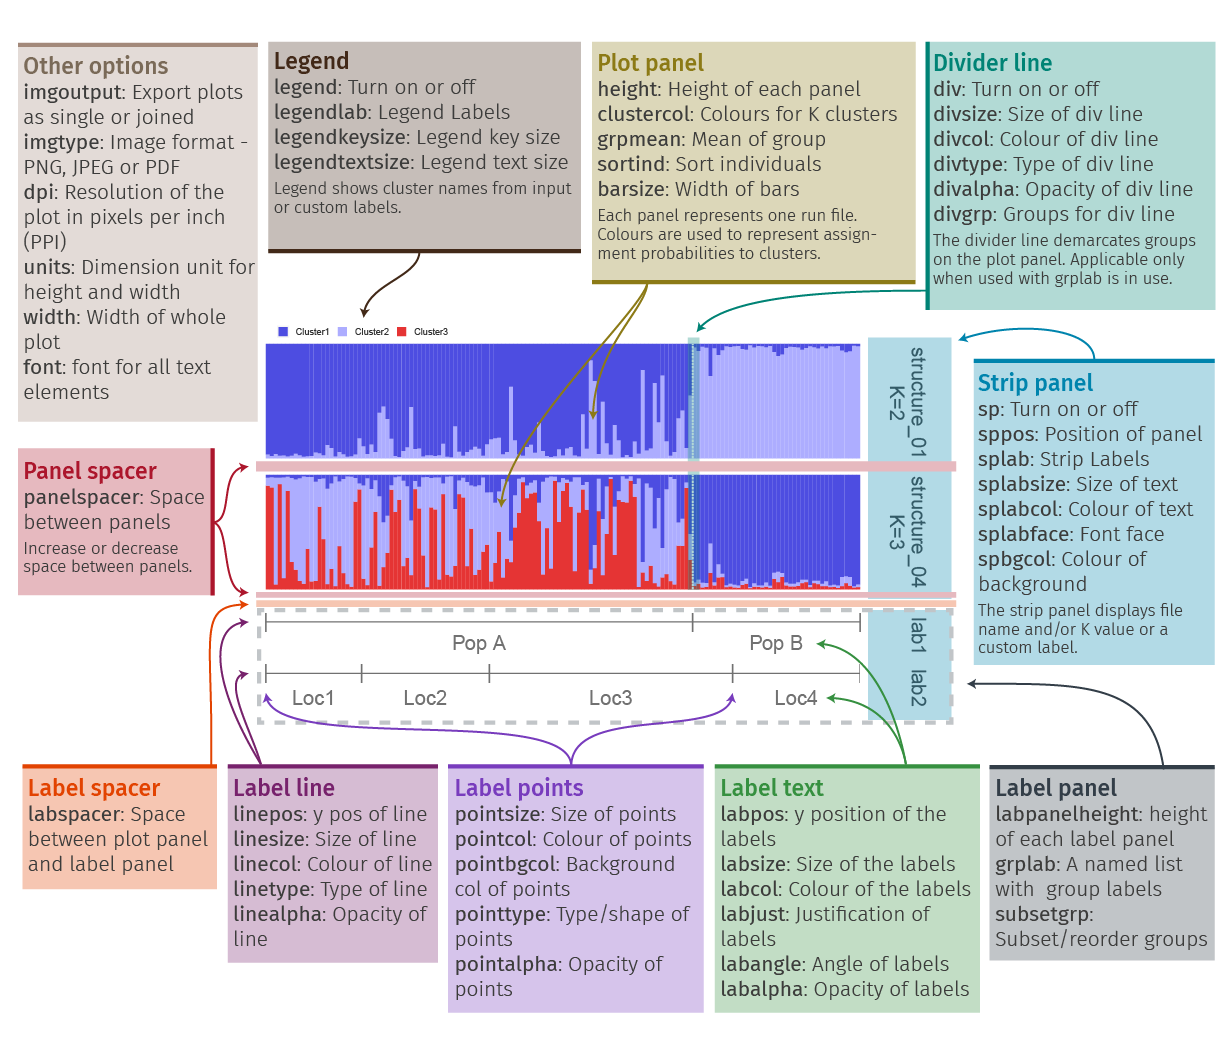 Other options
imgoutput: Export plots
as single or joined
imgtype: Image format -
PNG, JPEG or PDF
dpi: Resolution of the
plot in pixels per inch
(PPI)
units: Dimension unit for
height and width
width: Width of whole
plot
font: font for all text
elements
Legend
legend: Turn on or off
legendlab: Legend Labels
legendkeysize: Legend key size
legendtextsize: Legend text size
Legend shows cluster names from input
or custom labels.
Plot panel
height: Height of each panel
clustercol: Colours for K clusters
grpmean: Mean of group
sortind: Sort individuals
barsize: Width of bars
Each panel represents one run file.
Colours are used to represent assign-
ment probabilities to clusters.
Divider line
div: Turn on or off
divsize: Size of div line
divcol: Colour of div line
divtype: Type of div line
divalpha: Opacity of div line
divgrp: Groups for div line
The divider line demarcates groups
on the plot panel. Applicable only
when used with grplab is in use.
Cluster1 Cluster2 Cluster3
structure_01
K=2
structure_04
K=3
Strip panel
sp: Turn on or off
sppos: Position of panel
splab: Strip Labels
splabsize: Size of text
splabcol: Colour of text
splabface: Font face
spbgcol: Colour of
background
The strip panel displays file
name and/or K value or a
custom label.
Panel spacer
panelspacer: Space
between panels
Increase or decrease
space between panels.
Pop A Pop B
lab1
Loc1 Loc2 Loc3 Loc4
lab2
Label spacer
labspacer: Space
between plot panel
and label panel
Label line
linepos: y pos of line
linesize: Size of line
linecol: Colour of line
linetype: Type of line
linealpha: Opacity of
line
Label points
pointsize: Size of points
pointcol: Colour of points
pointbgcol: Background
col of points
pointtype: Type/shape of
points
pointalpha: Opacity of
points
Label text
labpos: y position of the
labels
labsize: Size of the labels
labcol: Colour of the labels
labjust: Justification of
labels
labangle: Angle of labels
labalpha: Opacity of labels
Label panel
labpanelheight: height
of each label panel
grplab: A named list
with group labels
subsetgrp:
Subset/reorder groups